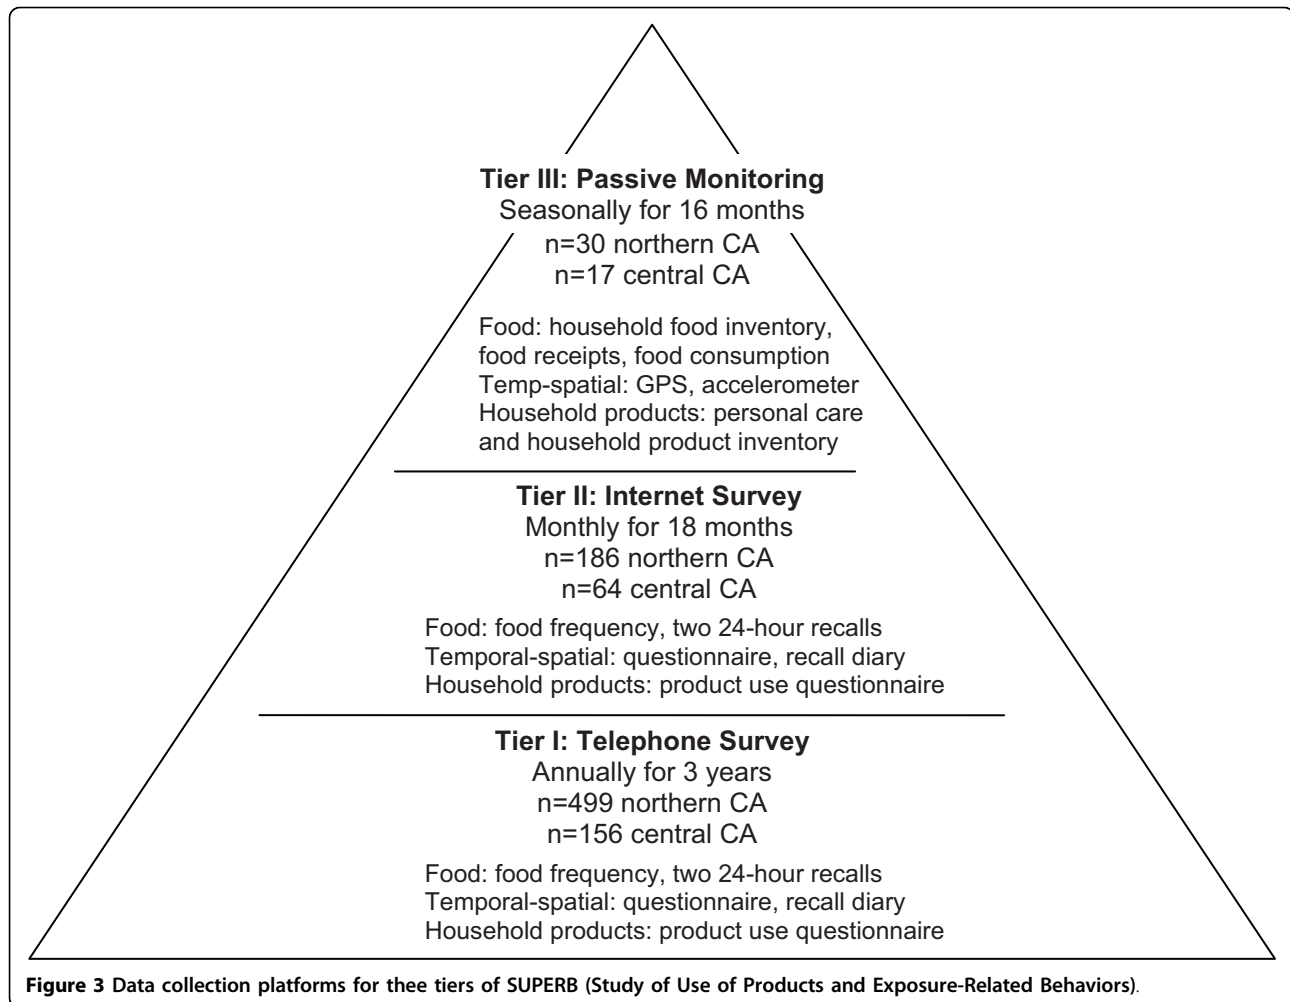 Tier III: Passive Monitoring
Seasonally for 16 months
n=30 northern CA
n=17 central CA
Food: household food inventory,
food receipts, food consumption
Temp-spatial: GPS, accelerometer
Household products: personal care
and household product inventory
Tier II: Internet Survey
Monthly for 18 months
n=186 northern CA
n=64 central CA
Food: food frequency, two 24-hour recalls
Temporal-spatial: questionnaire, recall diary
Household products: product use questionnaire
Tier I: Telephone Survey
Annually for 3 years
n=499 northern CA
n=156 central CA
Food: food frequency, two 24-hour recalls
Temporal-spatial: questionnaire, recall diary
Household products: product use questionnaire
Figure 3 Data collection platforms for thee tiers of SUPERB (Study of Use of Products and Exposure-Related Behaviors).